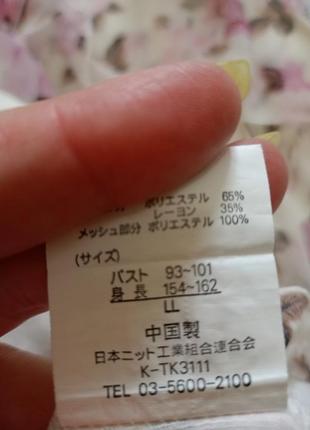 ポリエステル 65%
レーヨン 35%
メッシュ部分 ポリエステル 100%
(サイズ)
バスト 93~101
身長 154~162
LL
中国製
日本ニット工業組合連合会
K-TK3111
TEL 03-5600-2100